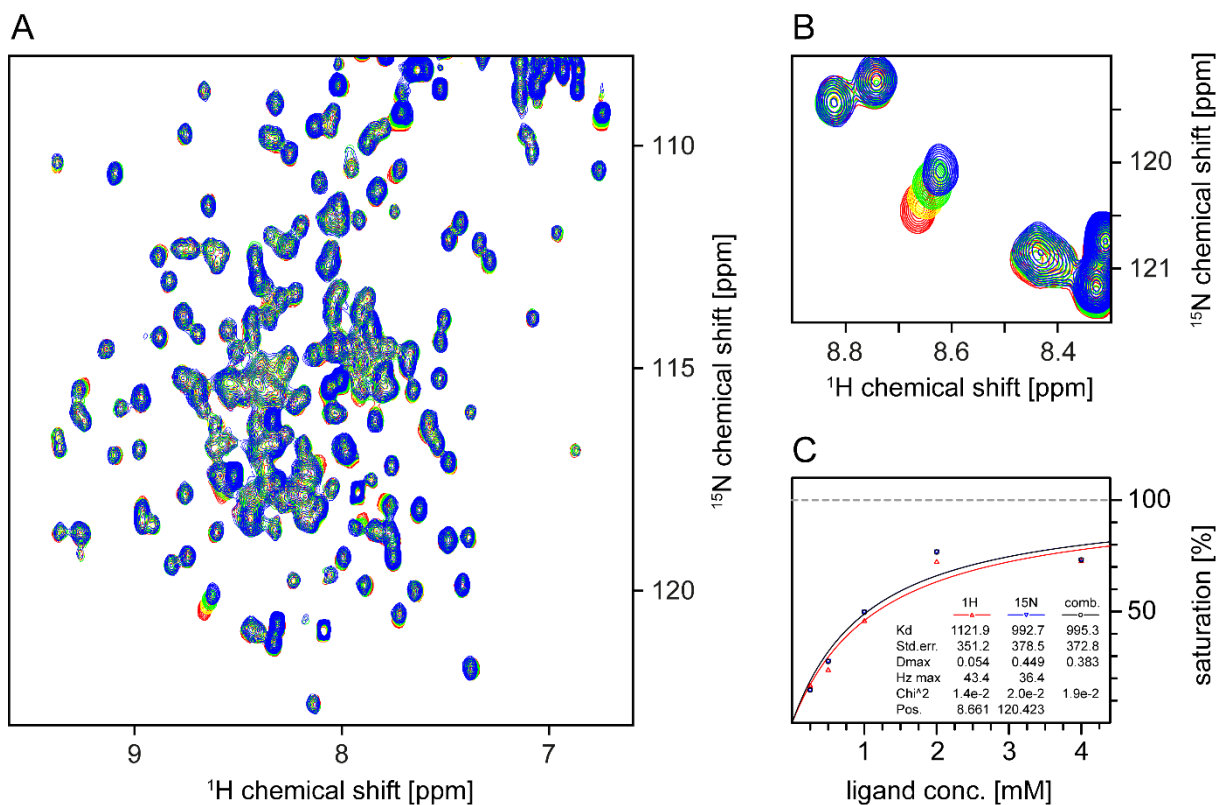 A
110
115
120
¹⁵N chemical shift [ppm]
9
8
7
¹H chemical shift [ppm]
B
120
121
¹⁵N chemical shift [ppm]
8.8
8.6
8.4
¹H chemical shift [ppm]
C
100
50
saturation [%]
1H 15N comb.
Kd 1121.9 992.7 995.3
Std.err. 351.2 378.5 372.8
Dmax 0.054 0.449 0.383
Hz max 43.4 36.4
Chi^2 1.4e-2 2.0e-2 1.9e-2
Pos. 8.661 120.423
0
1
2
3
4
ligand conc. [mM]